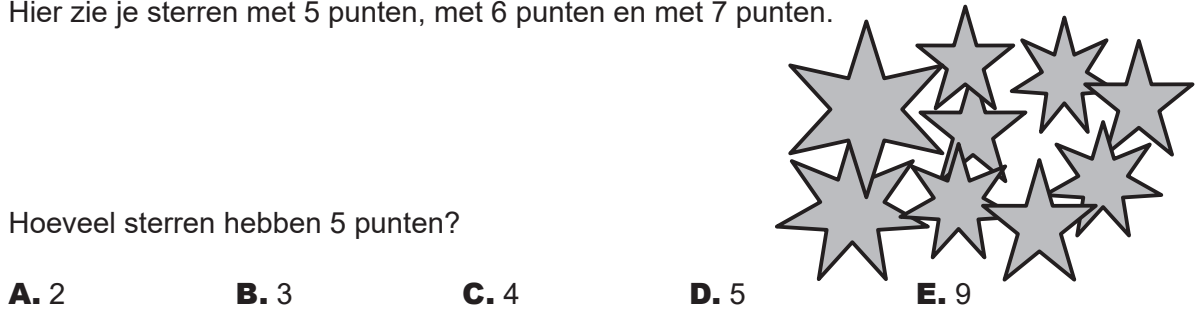 Hier zie je sterren met 5 punten, met 6 punten en met 7 punten.
Hoeveel sterren hebben 5 punten?
A. 2 B. 3 C. 4 D. 5 E. 9